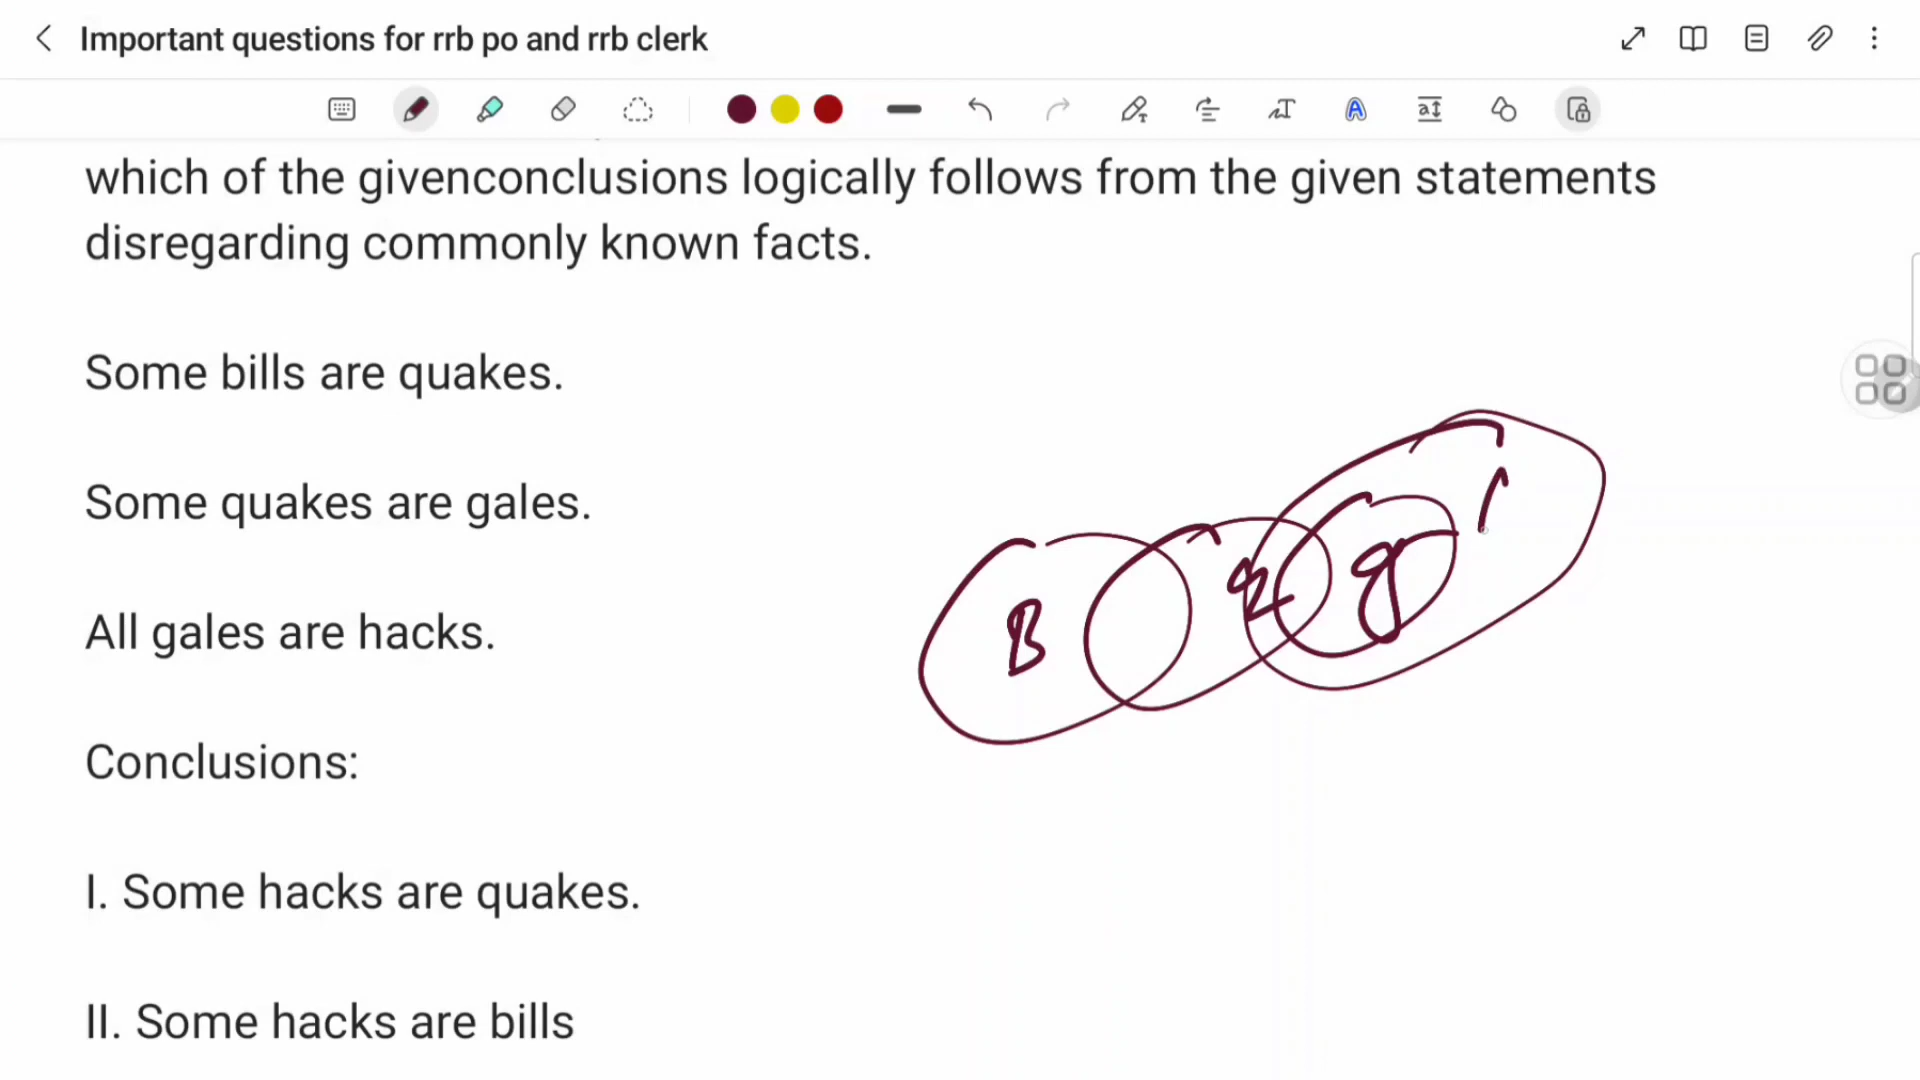 Important questions for rrb po and rrb clerk
which of the givenconclusions logically follows from the given statements
disregarding commonly known facts.
Some bills are quakes.
Some quakes are gales.
All gales are hacks.
Conclusions:
I. Some hacks are quakes.
II. Some hacks are bills
B
q
g